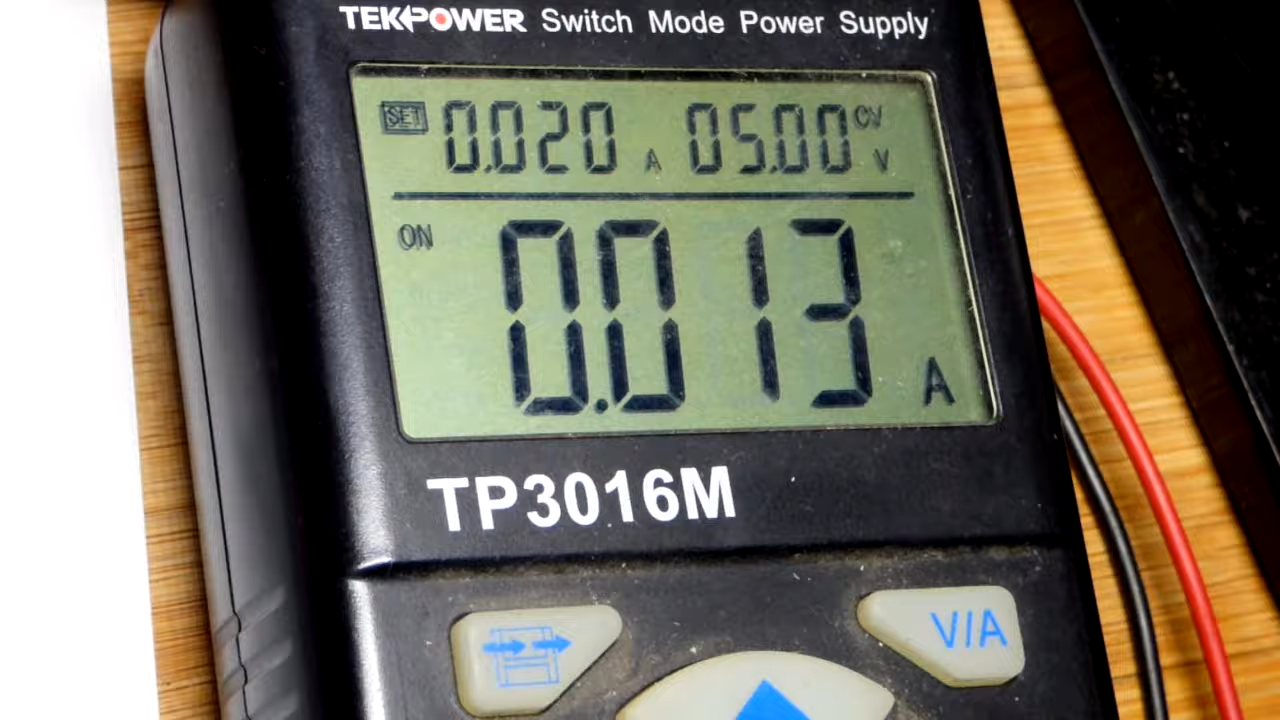 TEKPOWER Switch Mode Power Supply
SET 0.020 A 05.00 CV V
ON 0.013 A
TP3016M
V/A